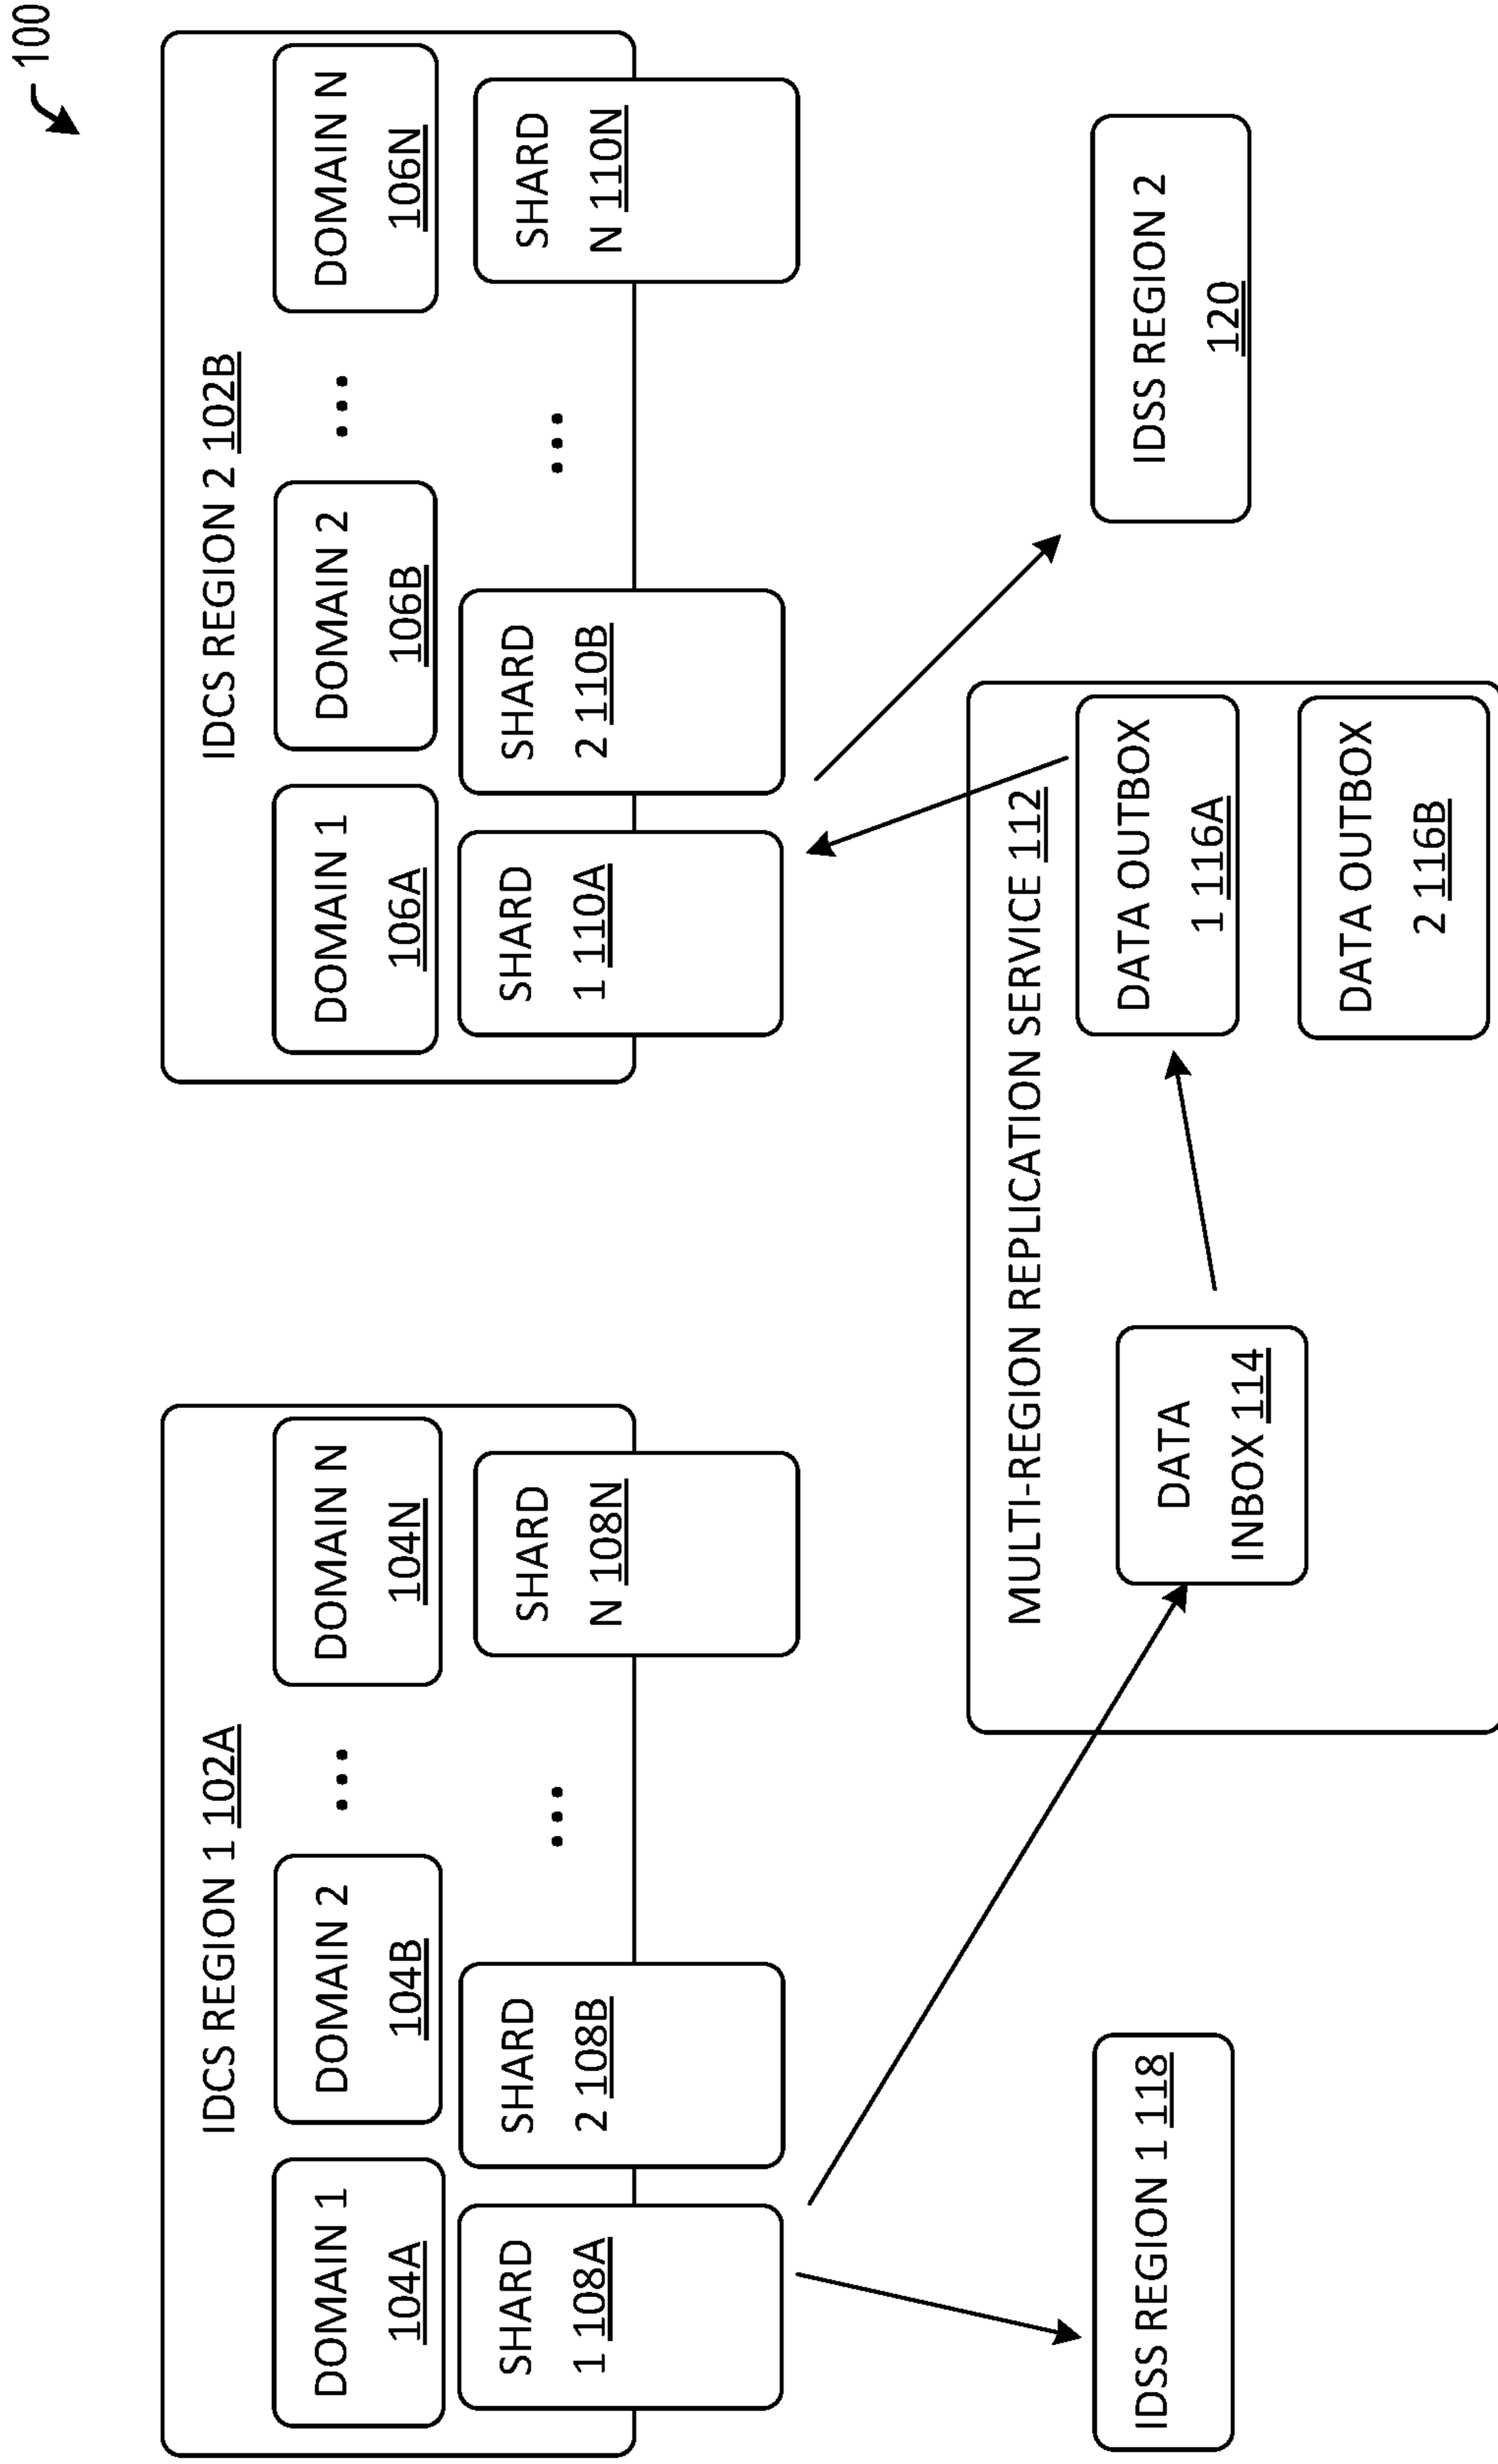 100
IDCS REGION 1 102A
DOMAIN 1
104A
DOMAIN 2
104B
...
DOMAIN N
104N
SHARD
1 108A
SHARD
2 108B
...
SHARD
N 108N
IDCS REGION 2 102B
DOMAIN 1
106A
DOMAIN 2
106B
...
DOMAIN N
106N
SHARD
1 110A
SHARD
2 110B
...
SHARD
N 110N
MULTI-REGION REPLICATION SERVICE 112
DATA
INBOX 114
DATA OUTBOX
1 116A
DATA OUTBOX
2 116B
IDSS REGION 1 118
IDSS REGION 2
120